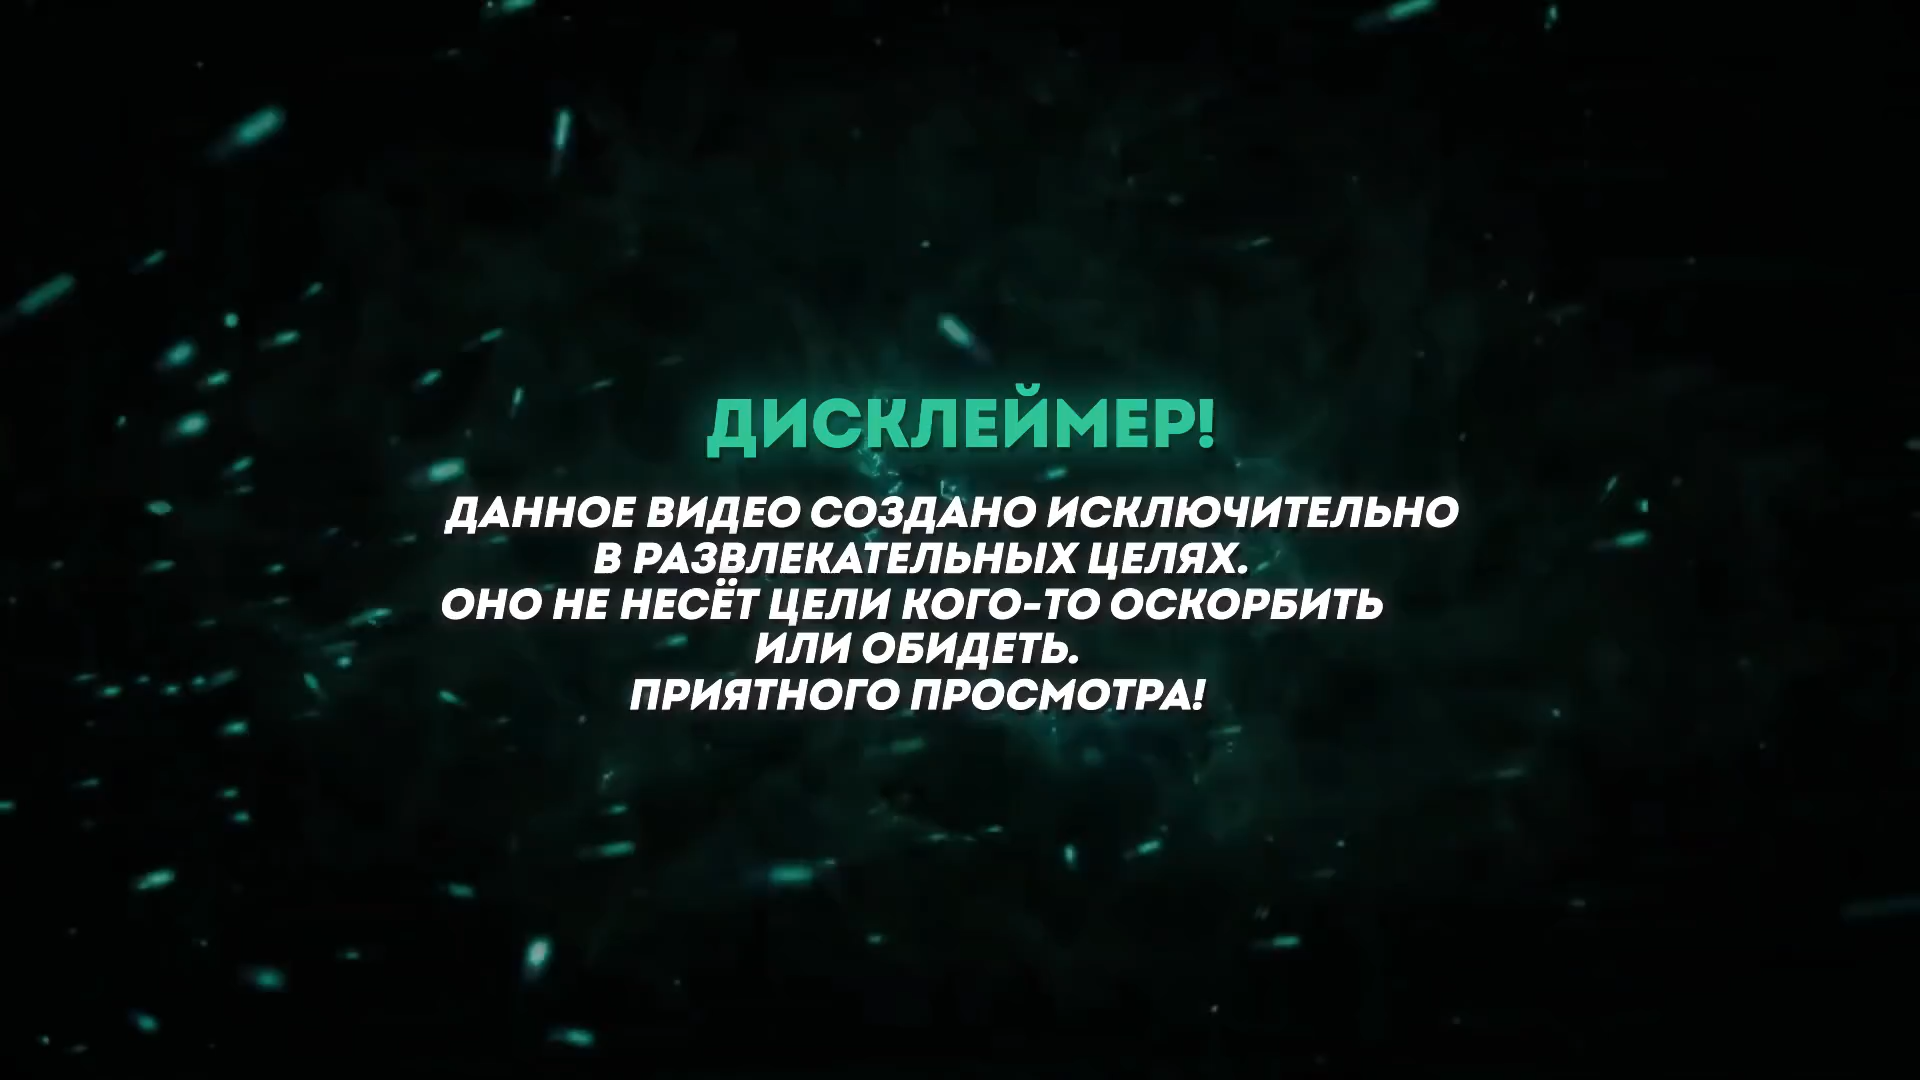 ДИСКЛЕЙМЕР!
ДАННОЕ ВИДЕО СОЗДАНО ИСКЛЮЧИТЕЛЬНО
В РАЗВЛЕКАТЕЛЬНЫХ ЦЕЛЯХ.
ОНО НЕ НЕСЁТ ЦЕЛИ КОГО-ТО ОСКОРБИТЬ
ИЛИ ОБИДЕТЬ.
ПРИЯТНОГО ПРОСМОТРА!